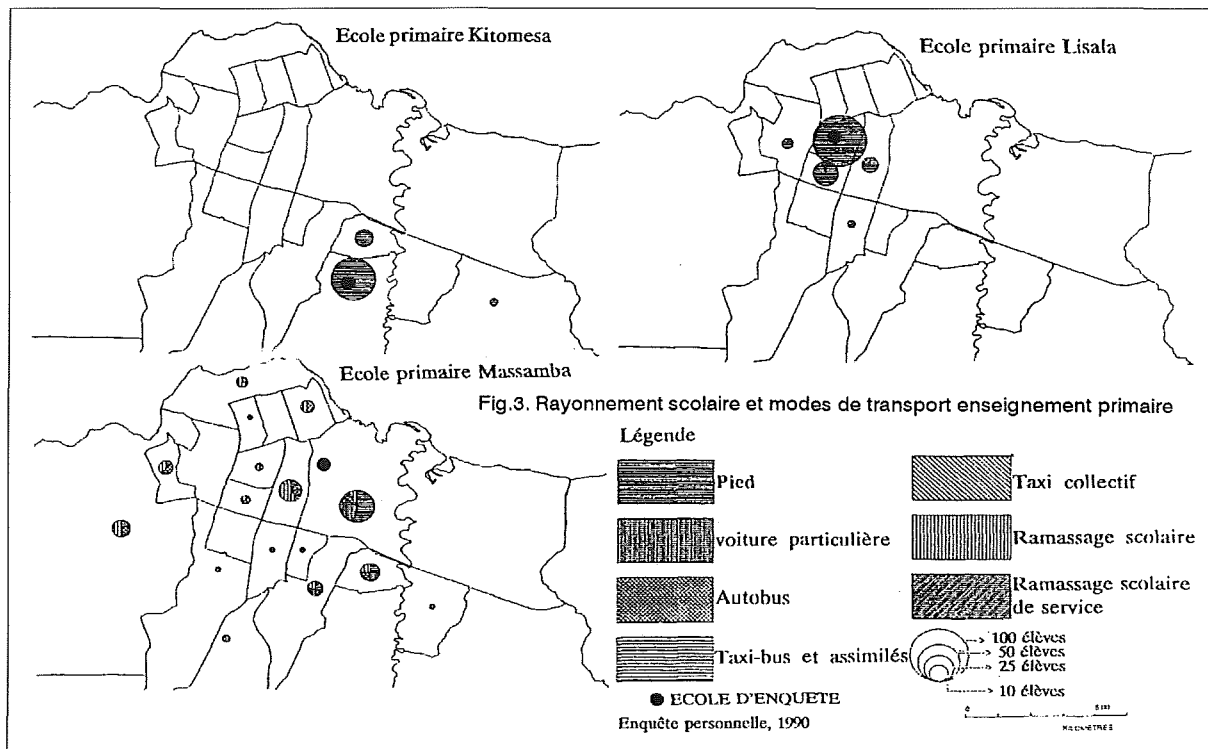 Ecole primaire Kitomesa
Ecole primaire Lisala
Ecole primaire Massamba
Fig.3. Rayonnement scolaire et modes de transport enseignement primaire
Légende
Pied
voiture particulière
Autobus
Taxi-bus et assimilés
ECOLE D'ENQUETE
Enquête personnelle, 1990
Taxi collectif
Ramassage scolaire
Ramassage scolaire
de service
100 élèves
50 élèves
25 élèves
10 élèves
KILOMETRES